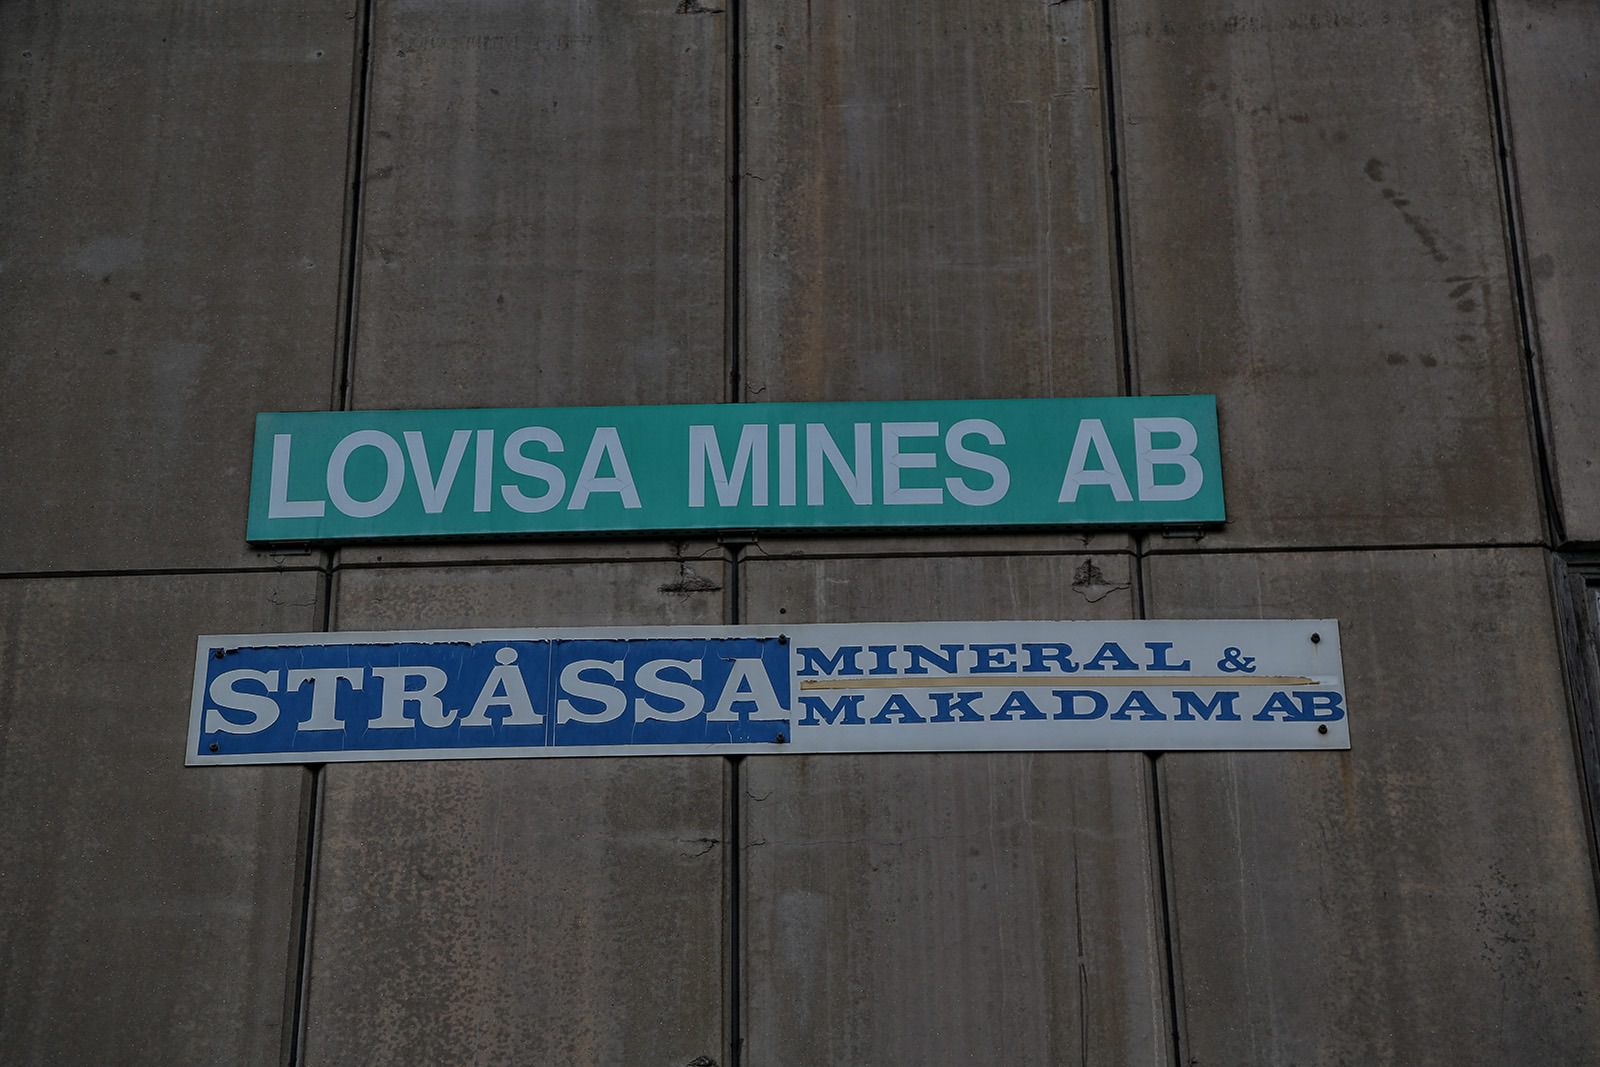 LOVISA MINES AB
STRÅSSA
MINERAL &
MAKADAM AB